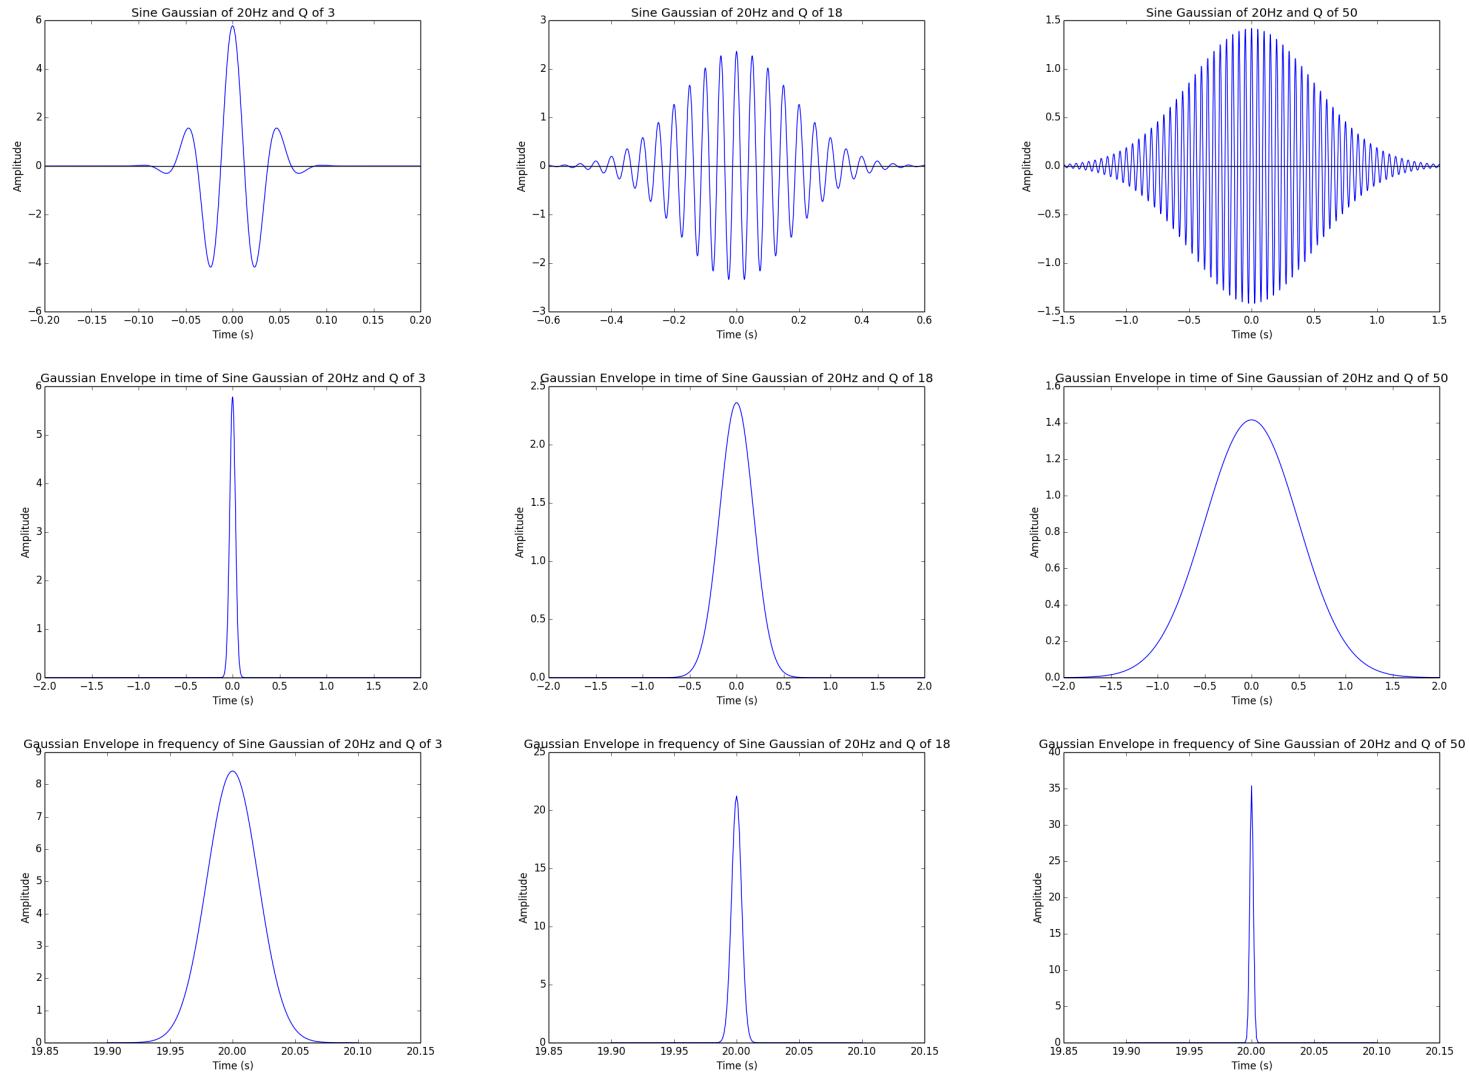 Sine Gaussian of 20Hz and Q of 3
6
4
2
0
−2
−4
−6
Amplitude
−0.20 −0.15 −0.10 −0.05 0.00 0.05 0.10 0.15 0.20
Time (s)
Sine Gaussian of 20Hz and Q of 18
3
2
1
0
−1
−2
−3
Amplitude
−0.6 −0.4 −0.2 0.0 0.2 0.4 0.6
Time (s)
Sine Gaussian of 20Hz and Q of 50
1.5
1.0
0.5
0.0
−0.5
−1.0
−1.5
Amplitude
−1.5 −1.0 −0.5 0.0 0.5 1.0 1.5
Time (s)
Gaussian Envelope in time of Sine Gaussian of 20Hz and Q of 3
6
5
4
3
2
1
0
Amplitude
−2.0 −1.5 −1.0 −0.5 0.0 0.5 1.0 1.5 2.0
Time (s)
Gaussian Envelope in time of Sine Gaussian of 20Hz and Q of 18
2.5
2.0
1.5
1.0
0.5
0.0
Amplitude
−2.0 −1.5 −1.0 −0.5 0.0 0.5 1.0 1.5 2.0
Time (s)
Gaussian Envelope in time of Sine Gaussian of 20Hz and Q of 50
1.6
1.4
1.2
1.0
0.8
0.6
0.4
0.2
0.0
Amplitude
−2.0 −1.5 −1.0 −0.5 0.0 0.5 1.0 1.5 2.0
Time (s)
Gaussian Envelope in frequency of Sine Gaussian of 20Hz and Q of 3
9
8
7
6
5
4
3
2
1
0
Amplitude
19.85 19.90 19.95 20.00 20.05 20.10 20.15
Time (s)
Gaussian Envelope in frequency of Sine Gaussian of 20Hz and Q of 18
25
20
15
10
5
0
Amplitude
19.85 19.90 19.95 20.00 20.05 20.10 20.15
Time (s)
Gaussian Envelope in frequency of Sine Gaussian of 20Hz and Q of 50
40
35
30
25
20
15
10
5
0
Amplitude
19.85 19.90 19.95 20.00 20.05 20.10 20.15
Time (s)